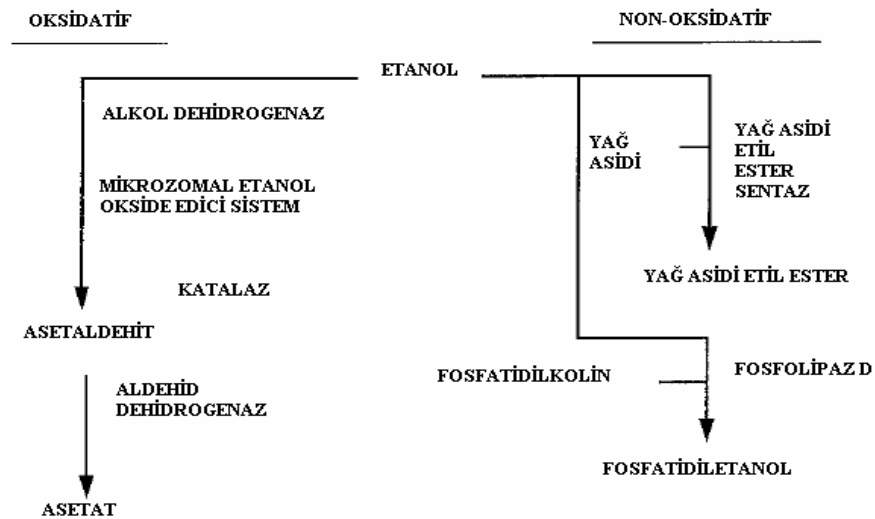 OKSİDATİF
NON-OKSİDATİF
ETANOL
ALKOL DEHİDROGENAZ
MİKROZOMAL ETANOL
OKSİDE EDİCİ SİSTEM
KATALAZ
ASETALDEHİT
ALDEHİD
DEHİDROGENAZ
ASETAT
YAĞ
ASİDİ
YAĞ ASİDİ
ETİL
ESTER
SENTAZ
YAĞ ASİDİ ETİL ESTER
FOSFATİDİLKOLİN
FOSFOLİPAZ D
FOSFATİDİLETANOL